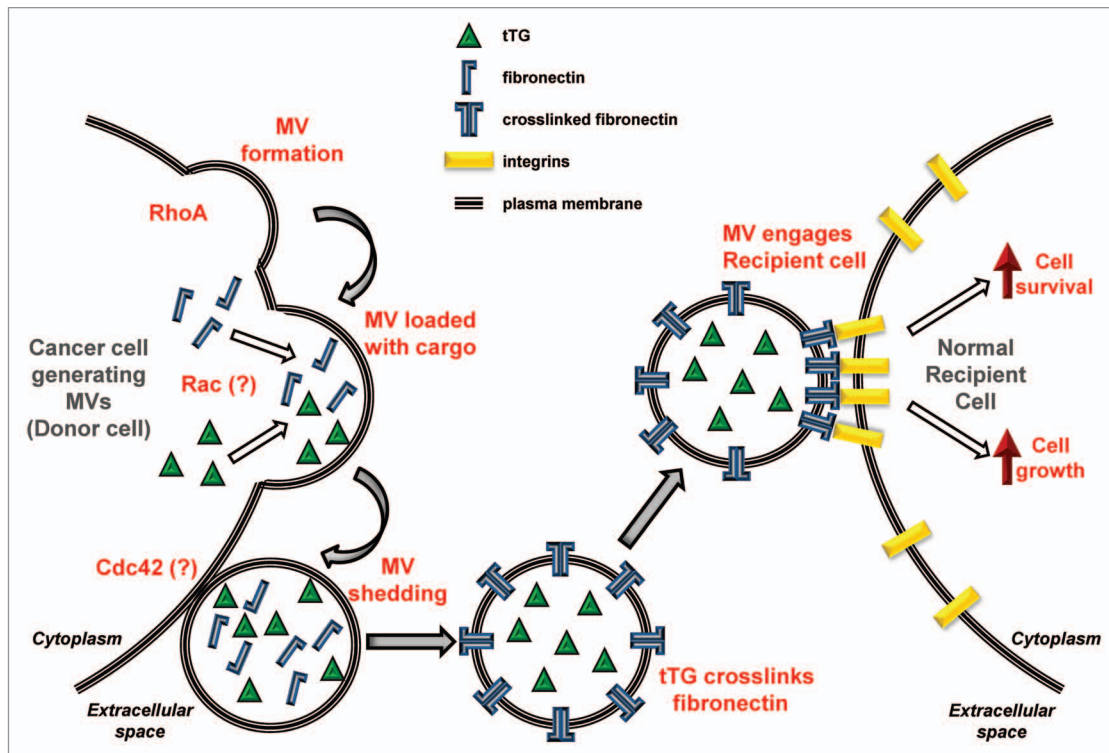 tTG
fibronectin
crosslinked fibronectin
integrins
plasma membrane
MV
formation
RhoA
MV loaded
with cargo
Cancer cell
generating
MVs
(Donor cell)
Rac (?)
Cdc42 (?)
MV
shedding
Cytoplasm
Extracellular
space
tTG crosslinks
fibronectin
MV engages
Recipient cell
Cell
survival
Normal
Recipient
Cell
Cell
growth
Cytoplasm
Extracellular
space